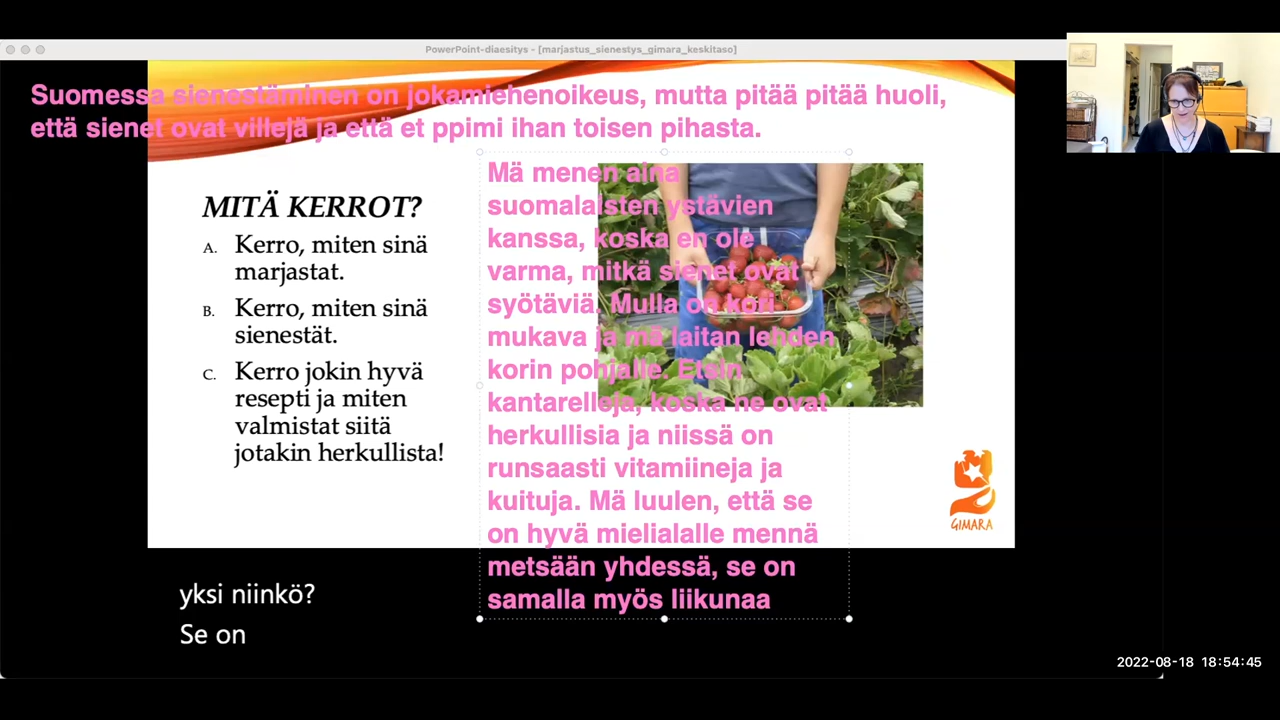 PowerPoint-diaesitys - [marjastus_sienestys_gimara_keskitaso]
Suomessa sienestäminen on jokamiehenoikeus, mutta pitää pitää huoli,
että sienet ovat villejä ja että et ppimi ihan toisen pihasta.
MITÄ KERROT?
A. Kerro, miten sinä
marjastat.
B. Kerro, miten sinä
sienestät.
C. Kerro jokin hyvä
resepti ja miten
valmistat siitä
jotakin herkullista!
Mä menen aina
suomalaisten ystävien
kanssa, koska en ole
varma, mitkä sienet ovat
syötäviä. Mulla on kori
mukava ja mä laitan lehden
korin pohjalle. Etsin
kantarelleja, koska ne ovat
herkullisia ja niissä on
runsaasti vitamiineja ja
kuituja. Mä luulen, että se
on hyvä mielialalle mennä
metsään yhdessä, se on
samalla myös liikunaa
GIMARA
yksi niinkö?
Se on
2022-08-18 18:54:45